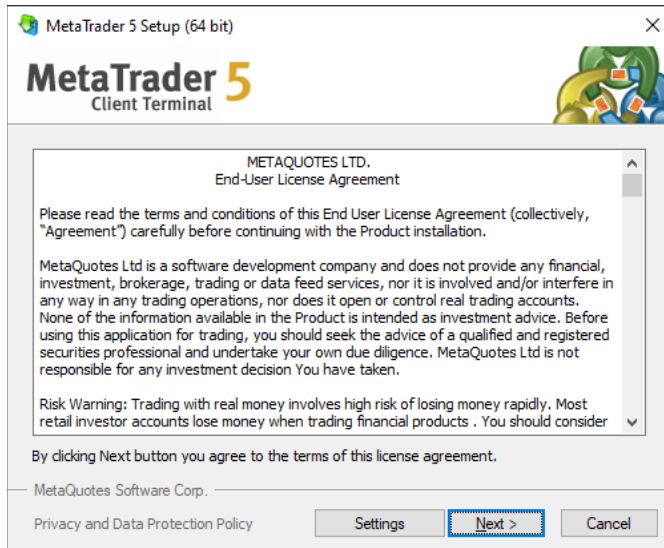 MetaTrader 5 Setup (64 bit)
MetaTrader 5
Client Terminal
METAQUOTES LTD.
End-User License Agreement
Please read the terms and conditions of this End User License Agreement (collectively,
“Agreement”) carefully before continuing with the Product installation.
MetaQuotes Ltd is a software development company and does not provide any financial,
investment, brokerage, trading or data feed services, nor it is involved and/or interfere in
any way in any trading operations, nor does it open or control real trading accounts.
None of the information available in the Product is intended as investment advice. Before
using this application for trading, you should seek the advice of a qualified and registered
securities professional and undertake your own due diligence. MetaQuotes Ltd is not
responsible for any investment decision You have taken.
Risk Warning: Trading with real money involves high risk of losing money rapidly. Most
retail investor accounts lose money when trading financial products . You should consider
By clicking Next button you agree to the terms of this license agreement.
MetaQuotes Software Corp.
Privacy and Data Protection Policy
Settings
Next >
Cancel